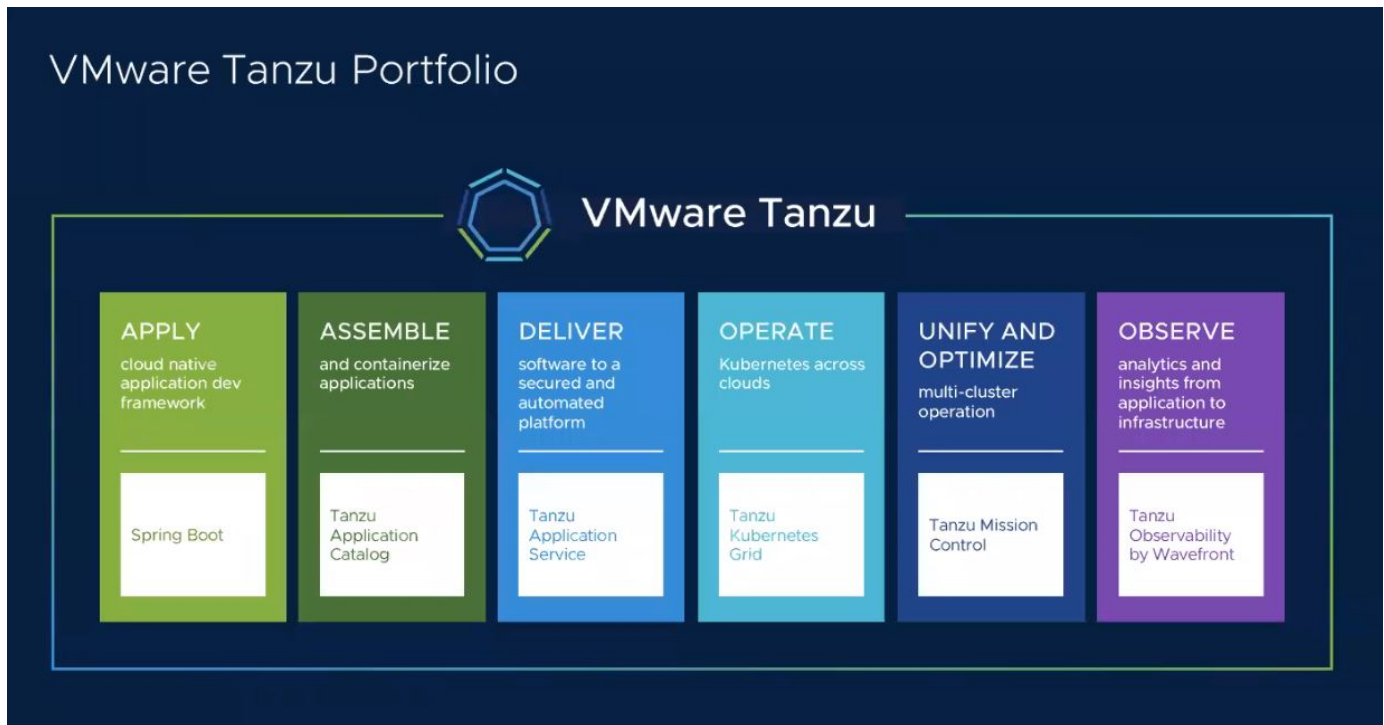 VMware Tanzu Portfolio
VMware Tanzu
APPLY
cloud native
application dev
framework
Spring Boot
ASSEMBLE
and containerize
applications
Tanzu
Application
Catalog
DELIVER
software to a
secured and
automated
platform
Tanzu
Application
Service
OPERATE
Kubernetes across
clouds
Tanzu
Kubernetes
Grid
UNIFY AND
OPTIMIZE
multi-cluster
operation
Tanzu Mission
Control
OBSERVE
analytics and
insights from
application to
infrastructure
Tanzu
Observability
by Wavefront